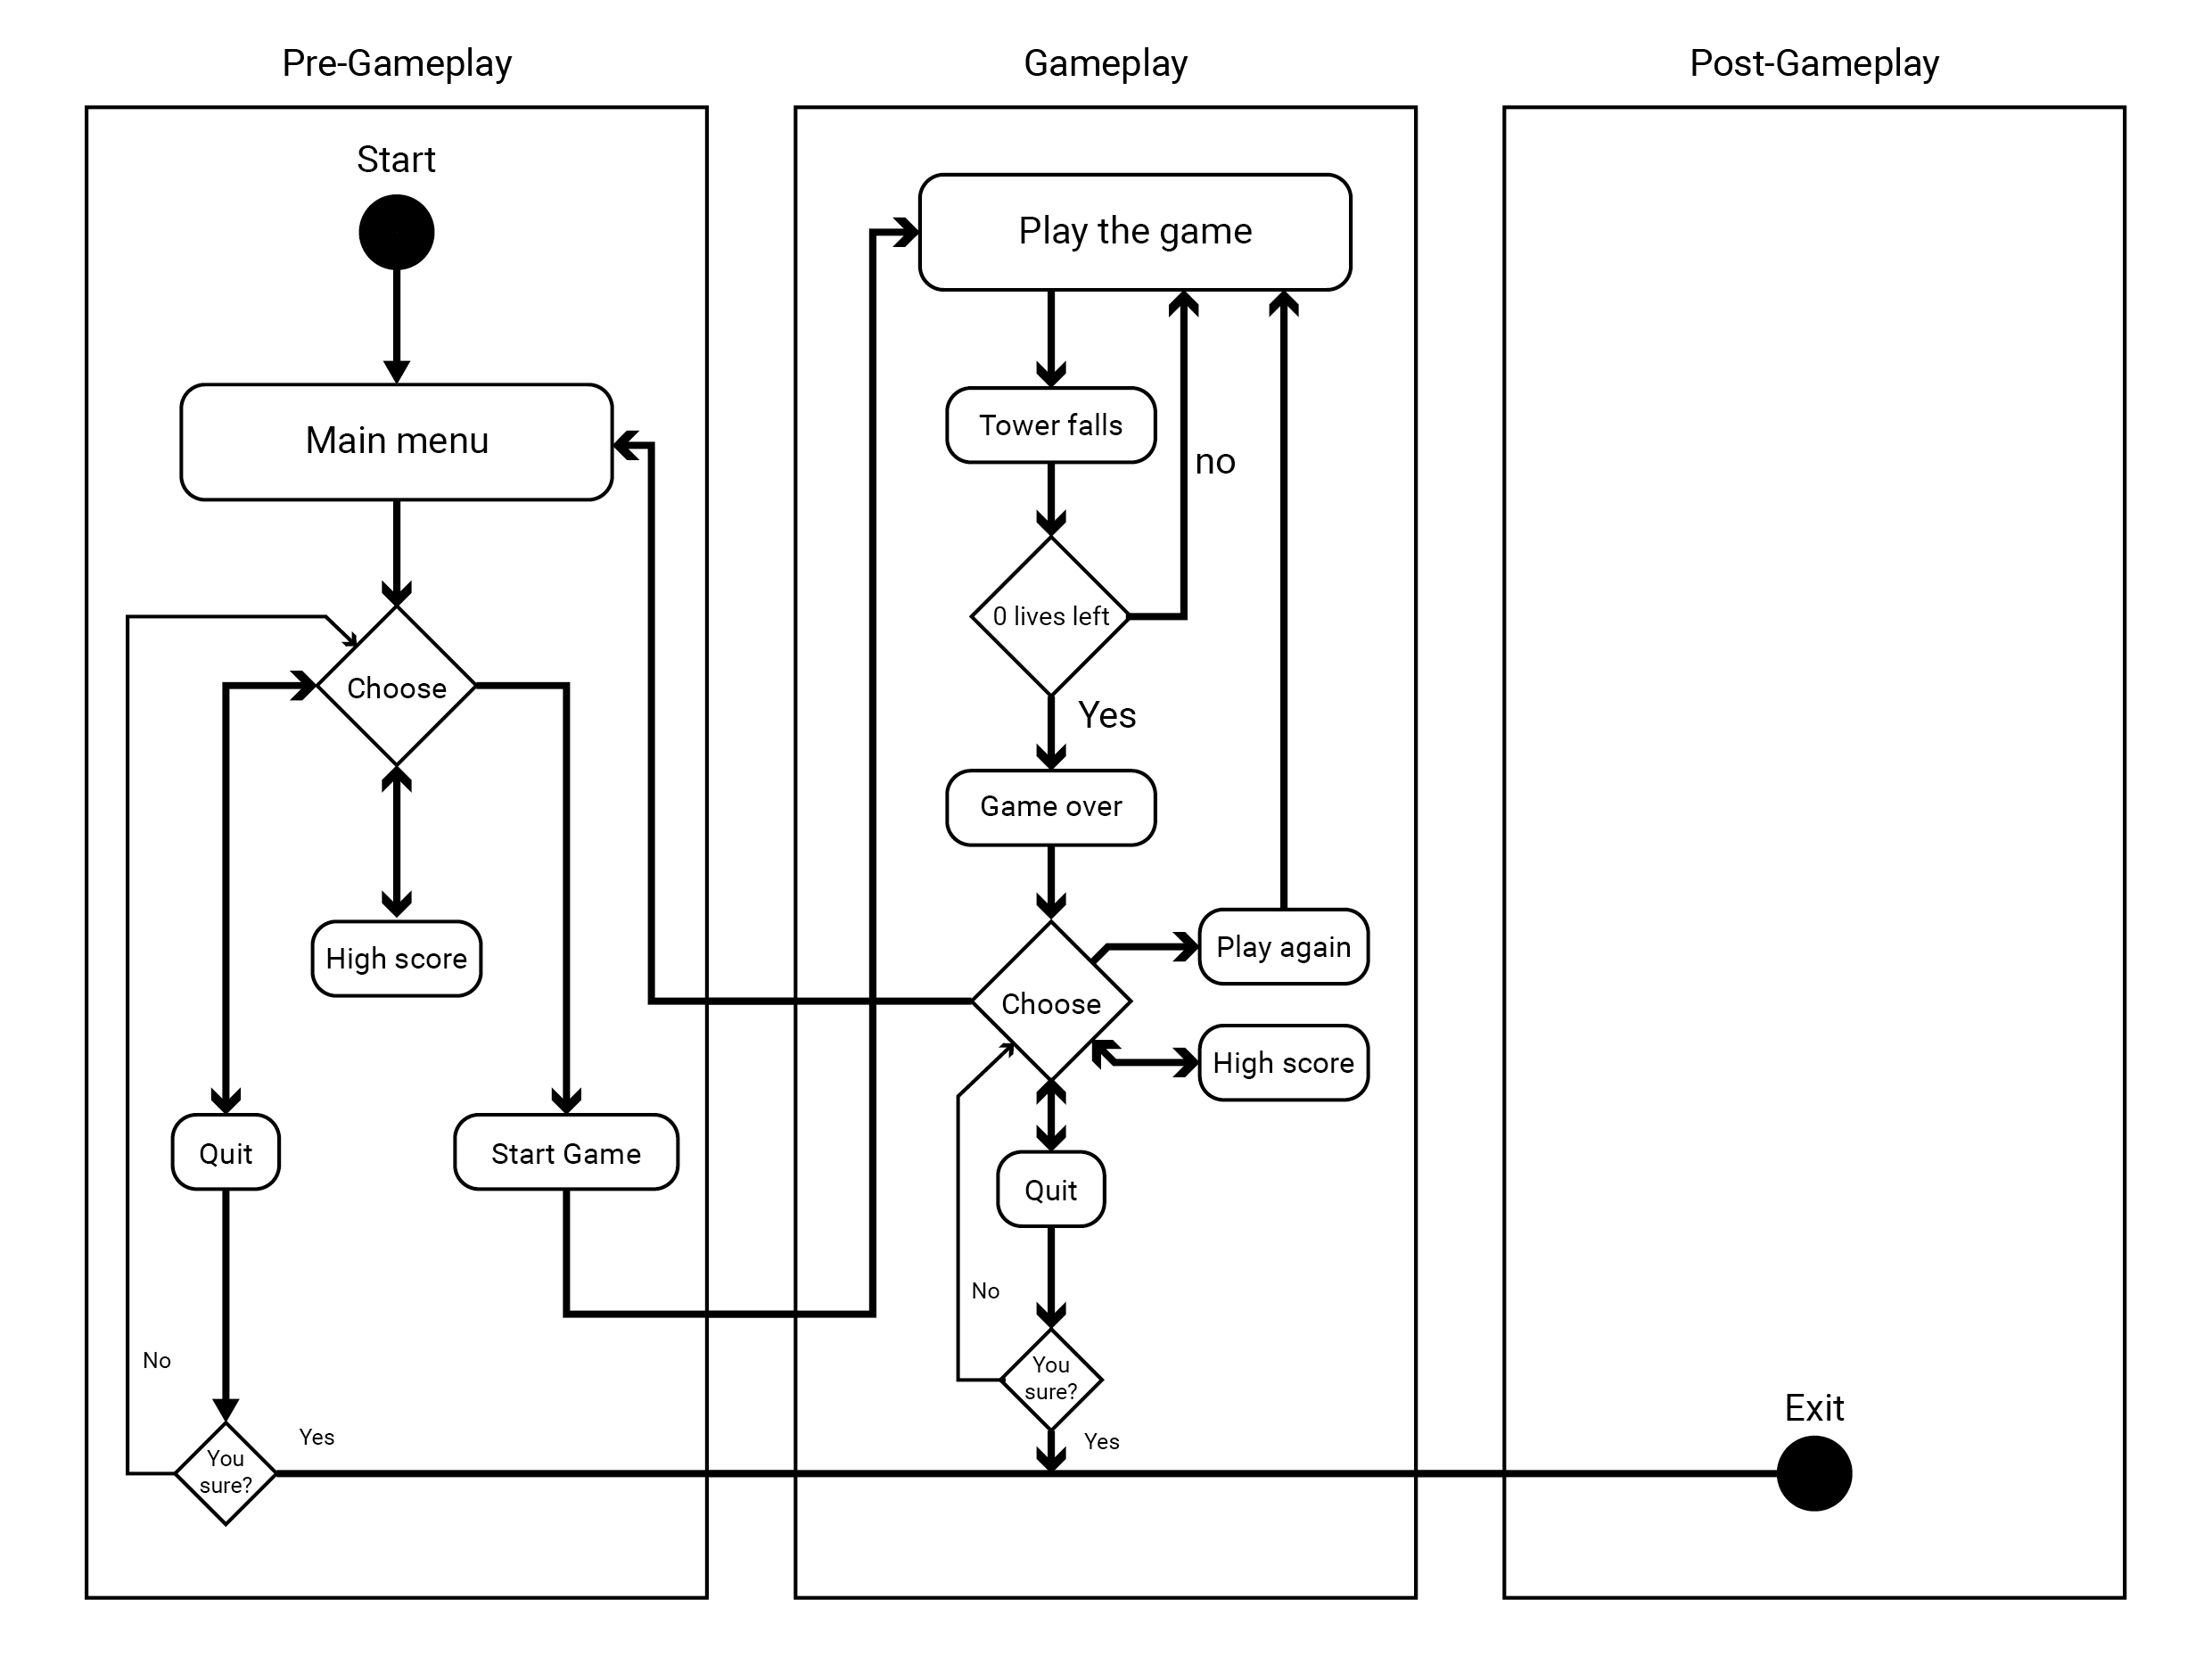 Pre-Gameplay
Start
Main menu
Choose
High score
Quit
Start Game
No
You
sure?
Yes
Gameplay
Play the game
Tower falls
no
0 lives left
Yes
Game over
Choose
Play again
High score
Quit
No
You
sure?
Yes
Post-Gameplay
Exit